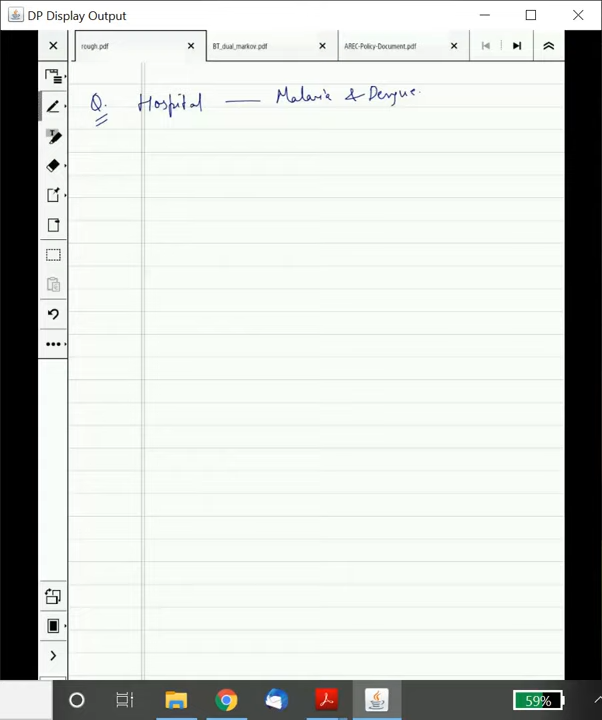 DP Display Output
rough.pdf
BT_dual_markov.pdf
AREC-Policy-Document.pdf
Q. Hospital — Malaria & Dengue.
59%